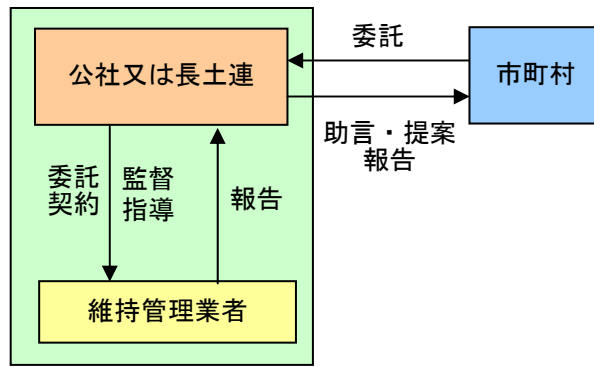 委託
公社又は長土連
市町村
助言・提案
報告
委託
契約
監督
指導
報告
維持管理業者